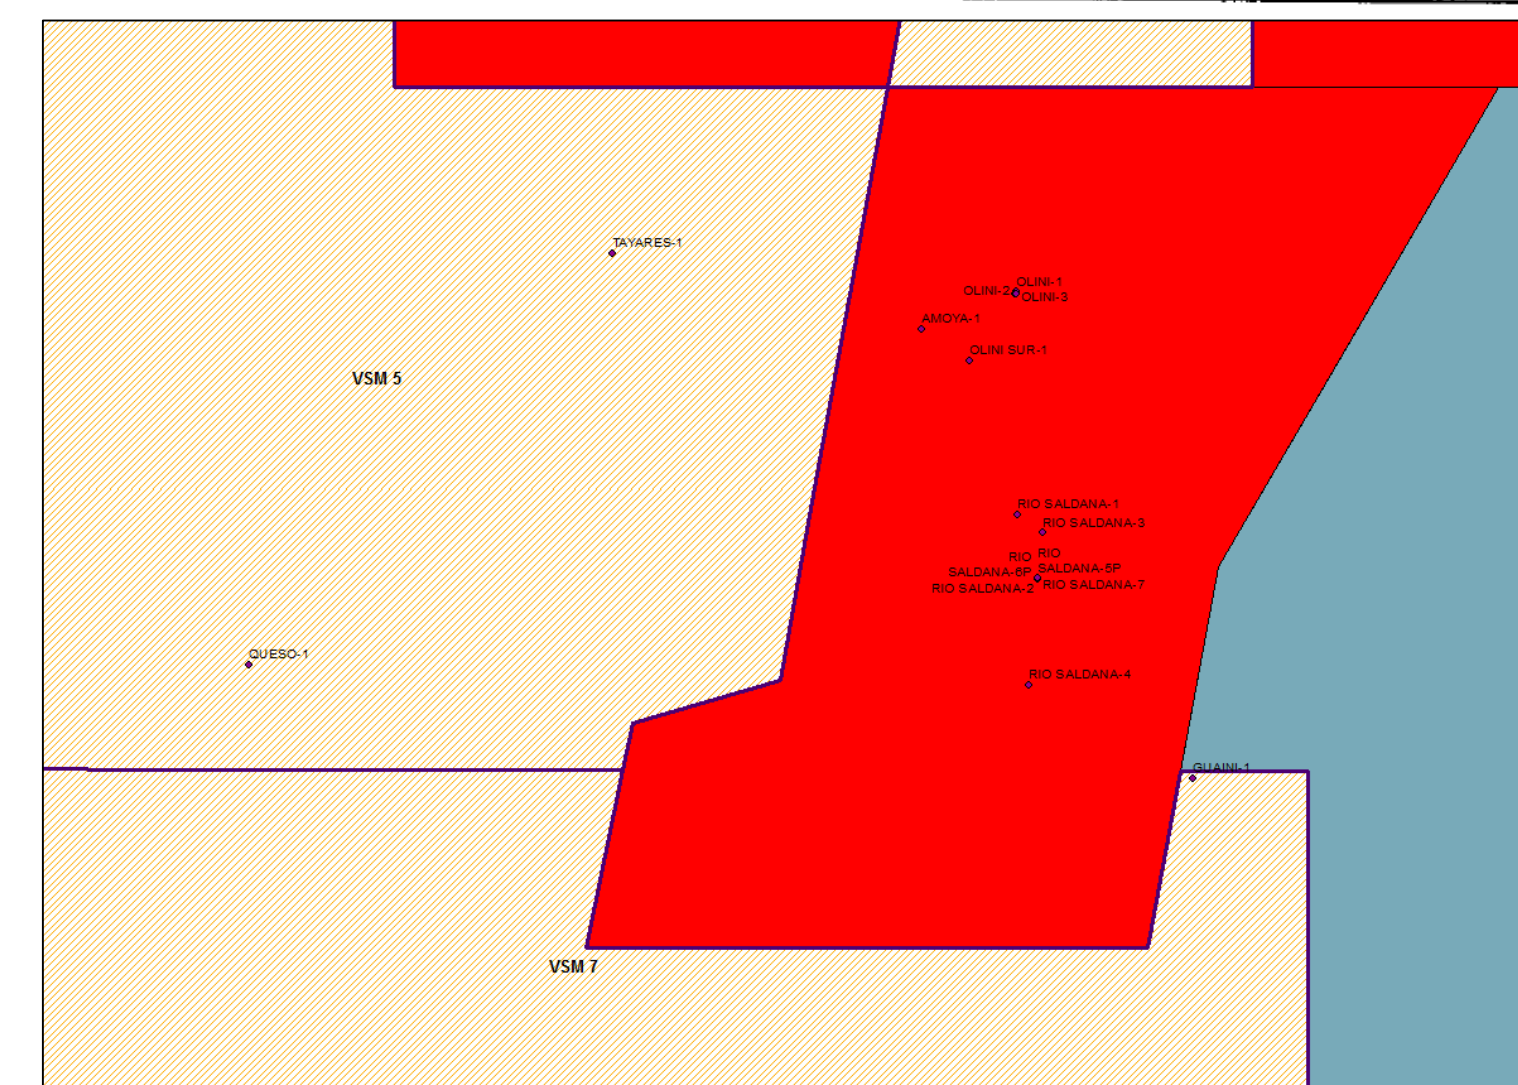 TAYARES-1
OLINI-1
OLINI-2
OLINI-3
AMOYA-1
OLINI SUR-1
VSM 5
RIO SALDANA-1
RIO SALDANA-3
RIO
SALDANA-6P
RIO
SALDANA-5P
RIO SALDANA-2
RIO SALDANA-7
QUESO-1
RIO SALDANA-4
GUAINI-1
VSM 7